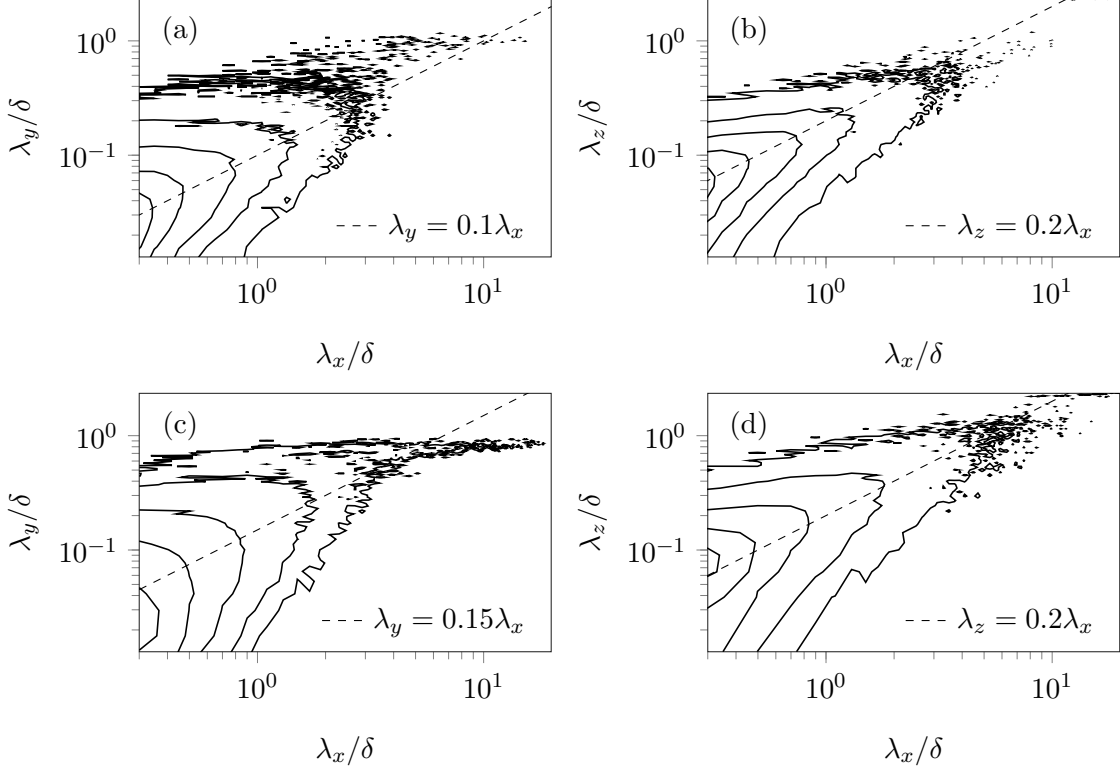 (a)
10^0
10^{-1}
λ_y/δ
λ_y = 0.1λ_x
10^0 10^1
λ_x/δ
(b)
10^0
10^{-1}
λ_z/δ
λ_z = 0.2λ_x
10^0 10^1
λ_x/δ
(c)
10^0
10^{-1}
λ_y/δ
λ_y = 0.15λ_x
10^0 10^1
λ_x/δ
(d)
10^0
10^{-1}
λ_z/δ
λ_z = 0.2λ_x
10^0 10^1
λ_x/δ